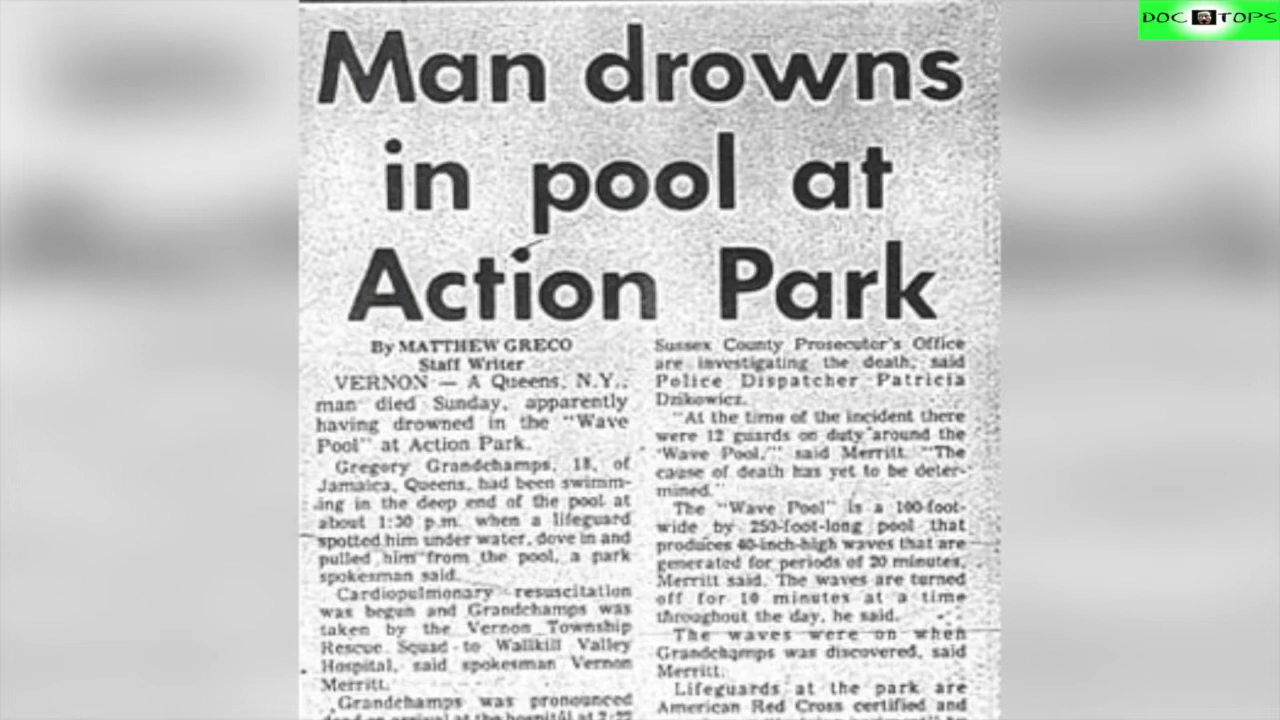 DOC TOPS
Man drowns
in pool at
Action Park
By MATTHEW GRECO
Staff Writer
VERNON — A Queens, N.Y.,
man died Sunday, apparently
having drowned in the "Wave
Pool" at Action Park.
Gregory Grandchamps, 18, of
Jamaica, Queens, had been swimm-
ing in the deep end of the pool at
about 1:30 p.m. when a lifeguard
spotted him under water, dove in and
pulled him from the pool, a park
spokesman said.
Cardiopulmonary resuscitation
was begun and Grandchamps was
taken by the Vernon Township
Rescue Squad to Wallkill Valley
Hospital, said spokesman Vernon
Merritt.
Grandchamps was pronounced
dead on arrival at the hospital at
Sussex County Prosecutor's Office
are investigating the death, said
Police Dispatcher Patricia
Dzikowicz.
"At the time of the incident there
were 12 guards on duty around the
'Wave Pool,'" said Merritt. "The
cause of death has yet to be deter-
mined."
The "Wave Pool" is a 100-foot-
wide by 250-foot-long pool that
produces 40-inch-high waves that are
generated for periods of 20 minutes,
Merritt said. The waves are turned
off for 10 minutes at a time
throughout the day, he said.
The waves were on when
Grandchamps was discovered, said
Merritt.
Lifeguards at the park are
American Red Cross certified and